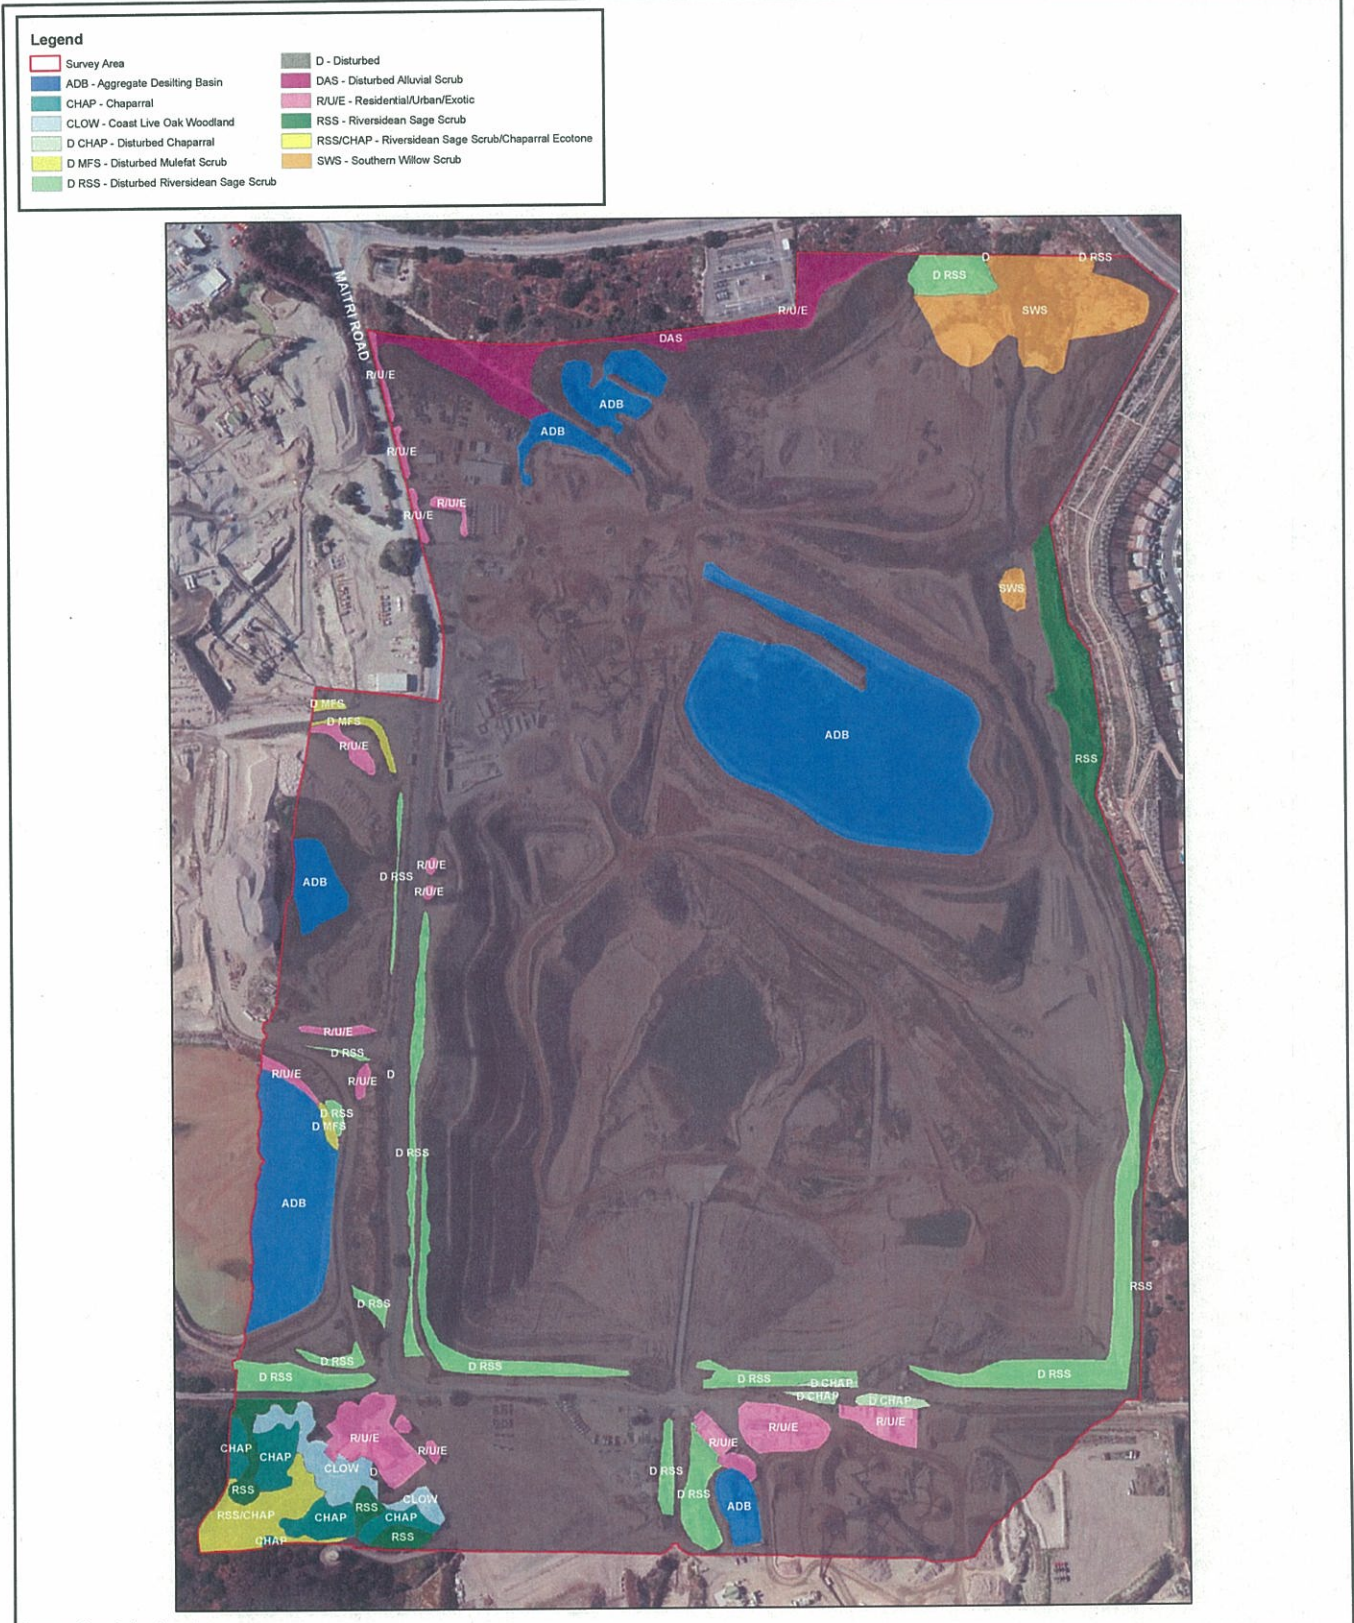 Legend
Survey Area
ADB - Aggregate Desilting Basin
CHAP - Chaparral
CLOW - Coast Live Oak Woodland
D CHAP - Disturbed Chaparral
D MFS - Disturbed Mulefat Scrub
D RSS - Disturbed Riversidean Sage Scrub
D - Disturbed
DAS - Disturbed Alluvial Scrub
R/U/E - Residential/Urban/Exotic
RSS - Riversidean Sage Scrub
RSS/CHAP - Riversidean Sage Scrub/Chaparral Ecotone
SWS - Southern Willow Scrub
D
D RSS
D RSS
MAITRI ROAD
R/U/E
SWS
DAS
R/U/E
ADB
ADB
R/U/E
R/U/E
R/U/E
SWS
D MFS
D MFS
ADB
R/U/E
RSS
R/U/E
D RSS
ADB
R/U/E
R/U/E
D RSS
R/U/E
D
R/U/E
D RSS
D MFS
D RSS
ADB
RSS
D RSS
D RSS
D RSS
D RSS
D RSS
D RSS
D CHAP
D CHAP
D CHAP
R/U/E
R/U/E
R/U/E
R/U/E
CHAP
CHAP
R/U/E
CLOW
D
D RSS
RSS
D RSS
CLOW
RSS
ADB
RSS/CHAP
CHAP
CHAP
RSS
CHAP